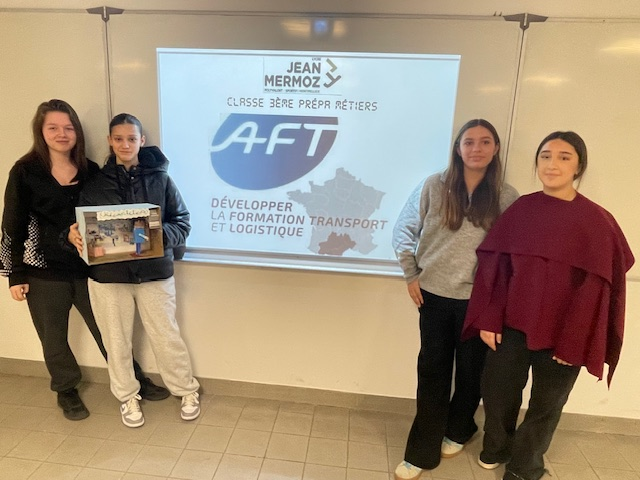 LYCÉE
JEAN
MERMOZ
CLASSE 3ÈME PRÉPA MÉTIERS
AFT
DÉVELOPPER
LA FORMATION TRANSPORT
ET LOGISTIQUE